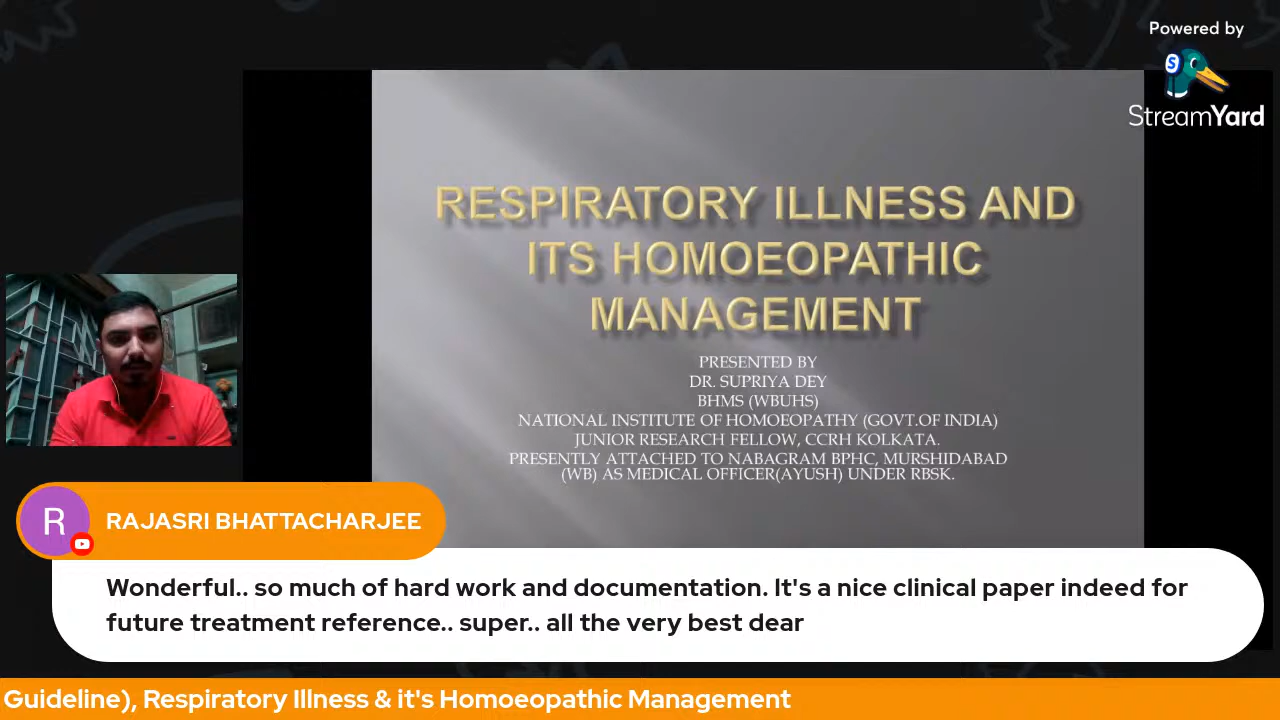 Powered by
StreamYard
RESPIRATORY ILLNESS AND
ITS HOMOEOPATHIC
MANAGEMENT
PRESENTED BY
DR. SUPRIYA DEY
BHMS (WBUHS)
NATIONAL INSTITUTE OF HOMOEOPATHY (GOVT.OF INDIA)
JUNIOR RESEARCH FELLOW, CCRH KOLKATA.
PRESENTLY ATTACHED TO NABAGRAM BPHC, MURSHIDABAD
(WB) AS MEDICAL OFFICER(AYUSH) UNDER RBSK.
R
RAJASRI BHATTACHARJEE
Wonderful.. so much of hard work and documentation. It's a nice clinical paper indeed for
future treatment reference.. super.. all the very best dear
Guideline), Respiratory Illness & it's Homoeopathic Management